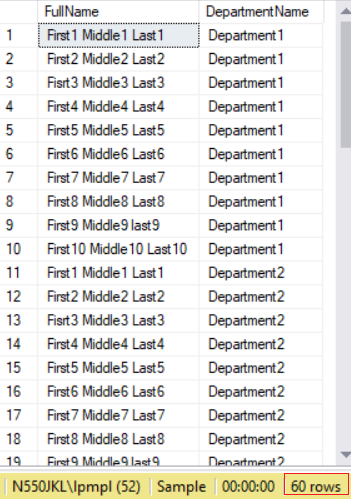 FullName DepartmentName
1 First1 Middle1 Last1 Department1
2 First2 Middle2 Last2 Department1
3 Fisrt3 Middle3 Last3 Department1
4 First4 Middle4 Last4 Department1
5 First5 Middle5 Last5 Department1
6 First6 Middle6 Last6 Department1
7 First7 Middle7 Last7 Department1
8 First8 Middle8 Last8 Department1
9 First9 Middle9 last9 Department1
10 First10 Middle10 Last10 Department1
11 First1 Middle1 Last1 Department2
12 First2 Middle2 Last2 Department2
13 Fisrt3 Middle3 Last3 Department2
14 First4 Middle4 Last4 Department2
15 First5 Middle5 Last5 Department2
16 First6 Middle6 Last6 Department2
17 First7 Middle7 Last7 Department2
18 First8 Middle8 Last8 Department2
19 First9 Middle9 last9 Department2
N550JKL\lpmpl (52) Sample 00:00:00 60 rows